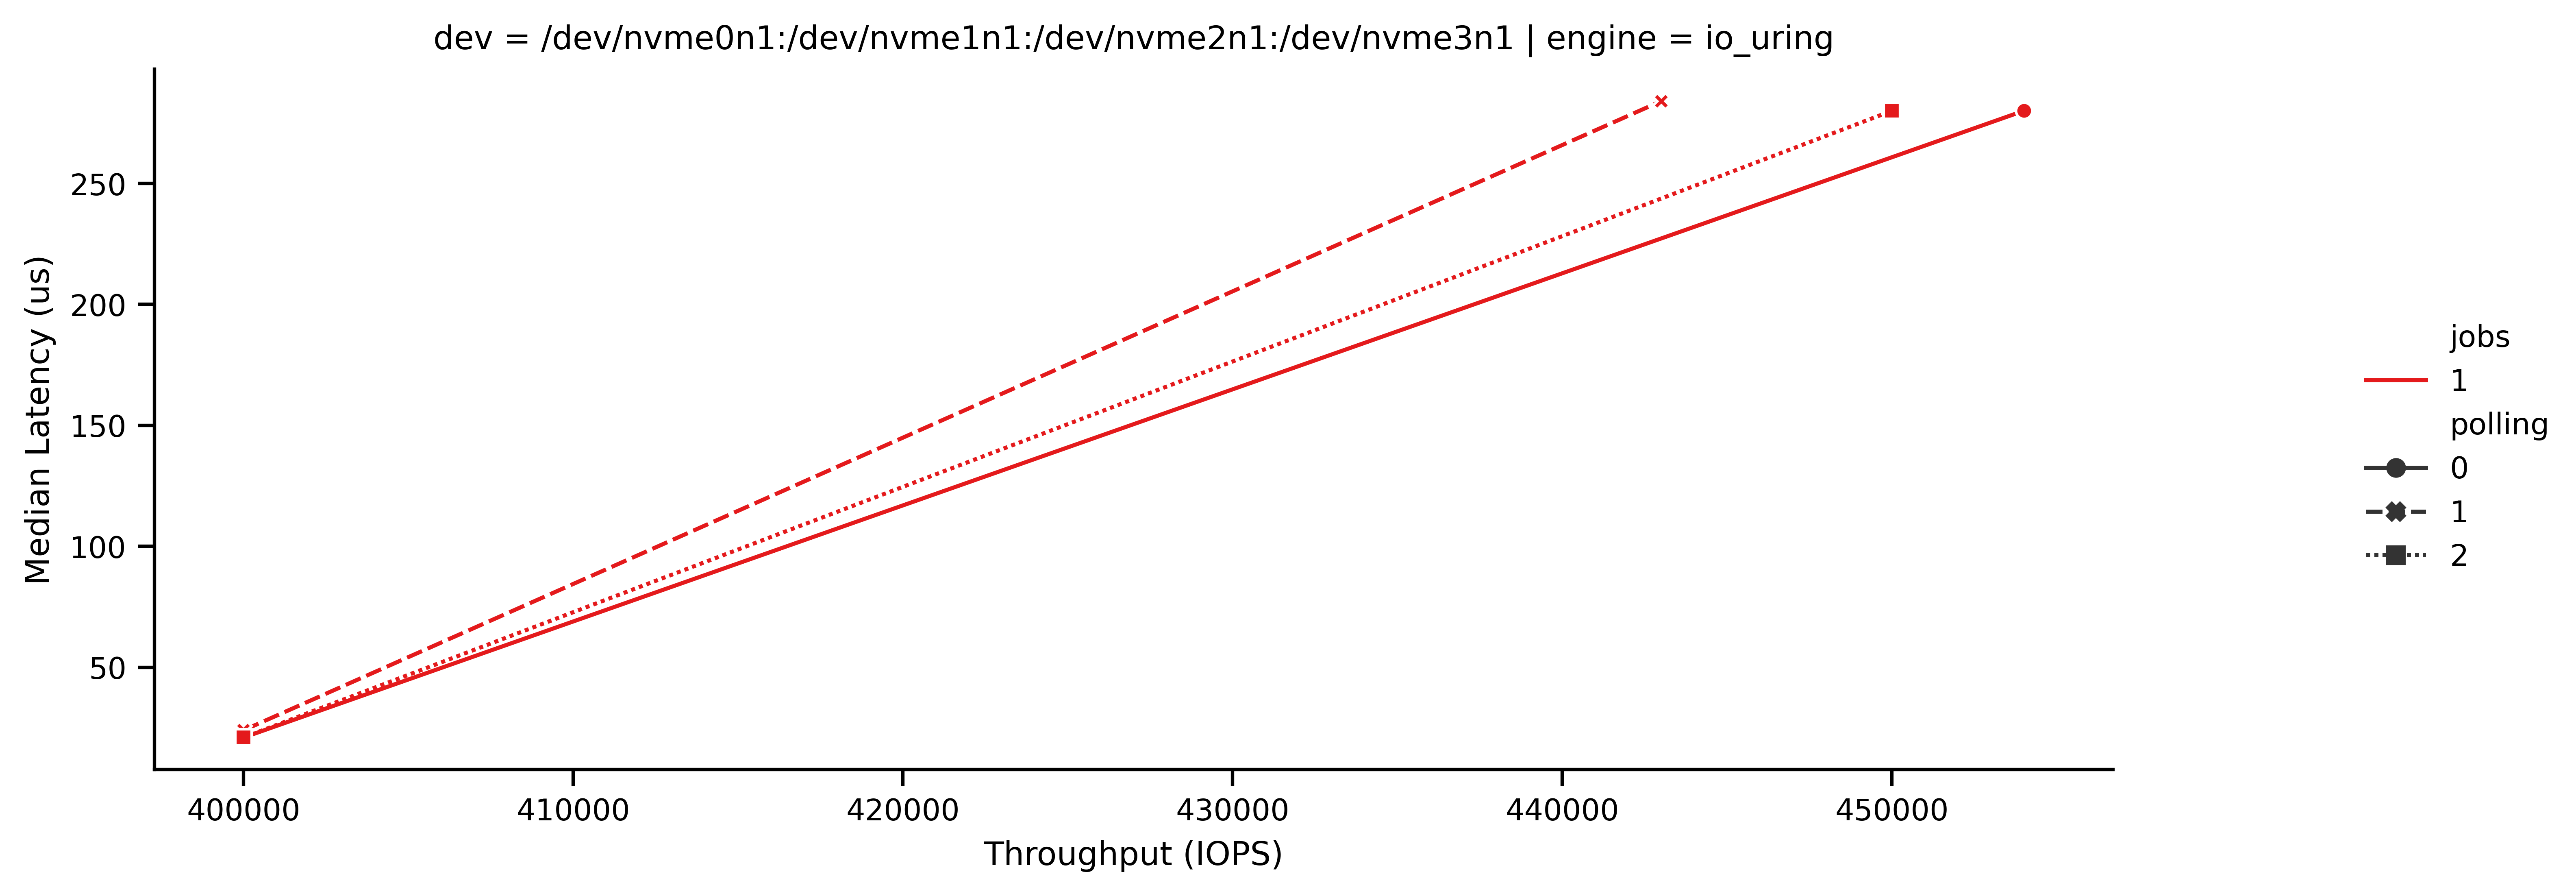 dev = /dev/nvme0n1:/dev/nvme1n1:/dev/nvme2n1:/dev/nvme3n1 | engine = io_uring
Median Latency (us)
250
200
150
100
50
400000 410000 420000 430000 440000 450000
Throughput (IOPS)
jobs
1
polling
0
1
2